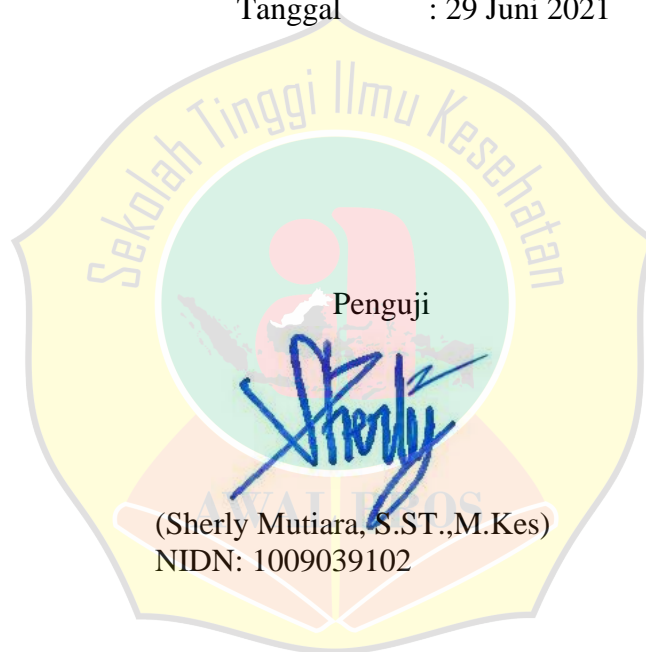 Tanggal : 29 Juni 2021
Sekolah Tinggi Ilmu Kesehatan
Penguji
Sherly
AWAL BROS
(Sherly Mutiara, S.ST.,M.Kes)
NIDN: 1009039102